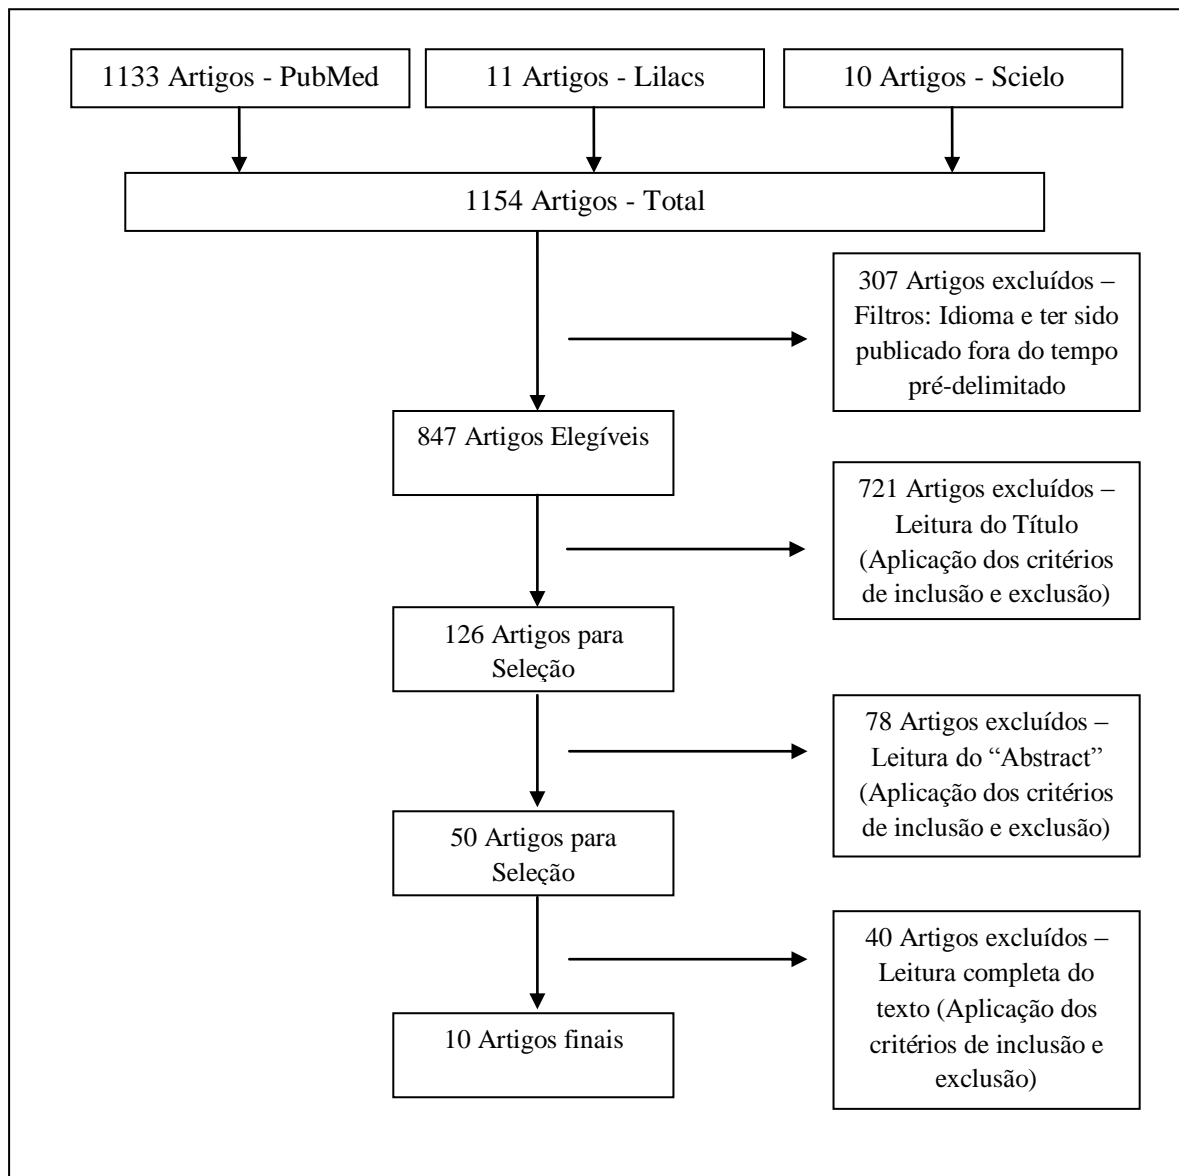 1133 Artigos - PubMed
11 Artigos - Lilacs
10 Artigos - Scielo
1154 Artigos - Total
307 Artigos excluídos –
Filtros: Idioma e ter sido
publicado fora do tempo
pré-delimitado
847 Artigos Elegíveis
721 Artigos excluídos –
Leitura do Título
(Aplicação dos critérios
de inclusão e exclusão)
126 Artigos para
Seleção
78 Artigos excluídos –
Leitura do “Abstract”
(Aplicação dos critérios
de inclusão e exclusão)
50 Artigos para
Seleção
40 Artigos excluídos –
Leitura completa do
texto (Aplicação dos
critérios de inclusão e
exclusão)
10 Artigos finais